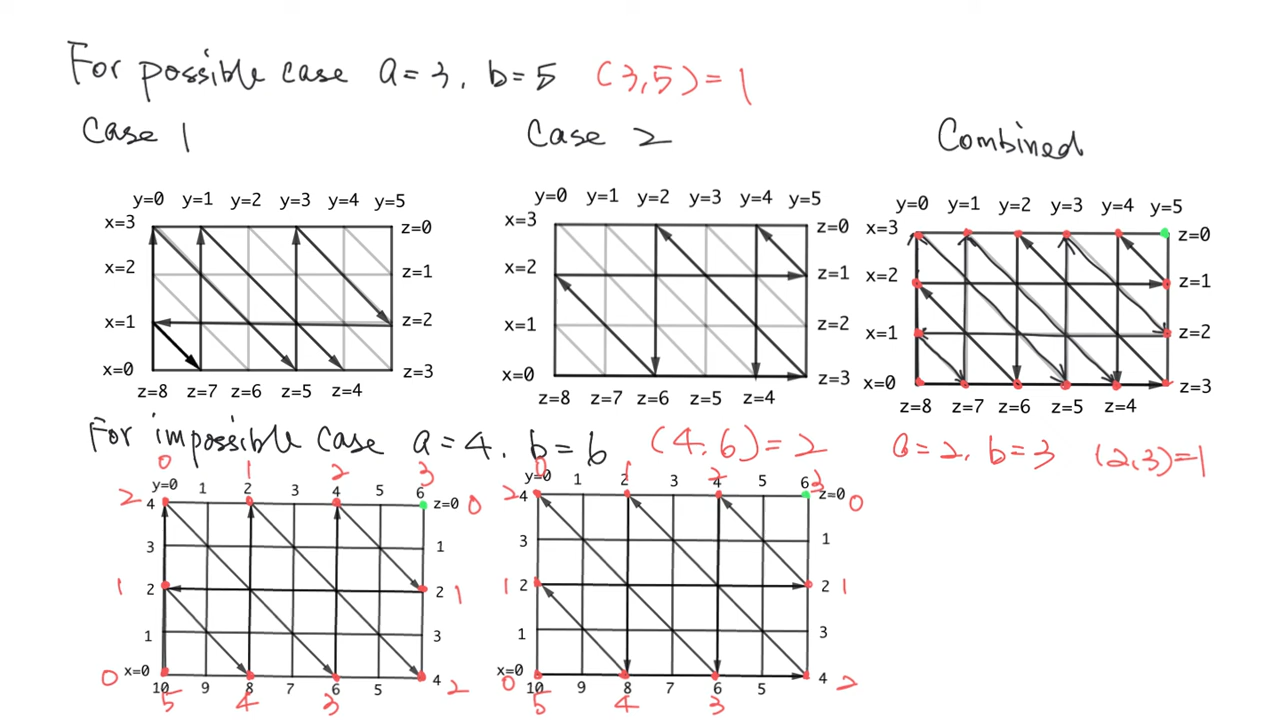 For possible case a=3, b=5 (3,5)=1
Case 1 Case 2 Combined
y=0 y=1 y=2 y=3 y=4 y=5
x=3 z=0
x=2 z=1
x=1 z=2
x=0 z=3
z=8 z=7 z=6 z=5 z=4
y=0 y=1 y=2 y=3 y=4 y=5
x=3 z=0
x=2 z=1
x=1 z=2
x=0 z=3
z=8 z=7 z=6 z=5 z=4
y=0 y=1 y=2 y=3 y=4 y=5
x=3 z=0
x=2 z=1
x=1 z=2
x=0 z=3
z=8 z=7 z=6 z=5 z=4
For impossible case a=4, b=6 (4,6)=2 a=2, b=3 (2,3)=1
0 1 2 3
y=0 1 2 3 4 5 6
2 4 z=0 0
3 1
1 2 2 1
1 3
0 x=0 4 2
10 9 8 7 6 5
5 4 3
0 1 2 3
y=0 1 2 3 4 5 6
2 4 z=0 0
3 1
1 2 2 1
1 3
0 x=0 4 2
10 9 8 7 6 5
5 4 3